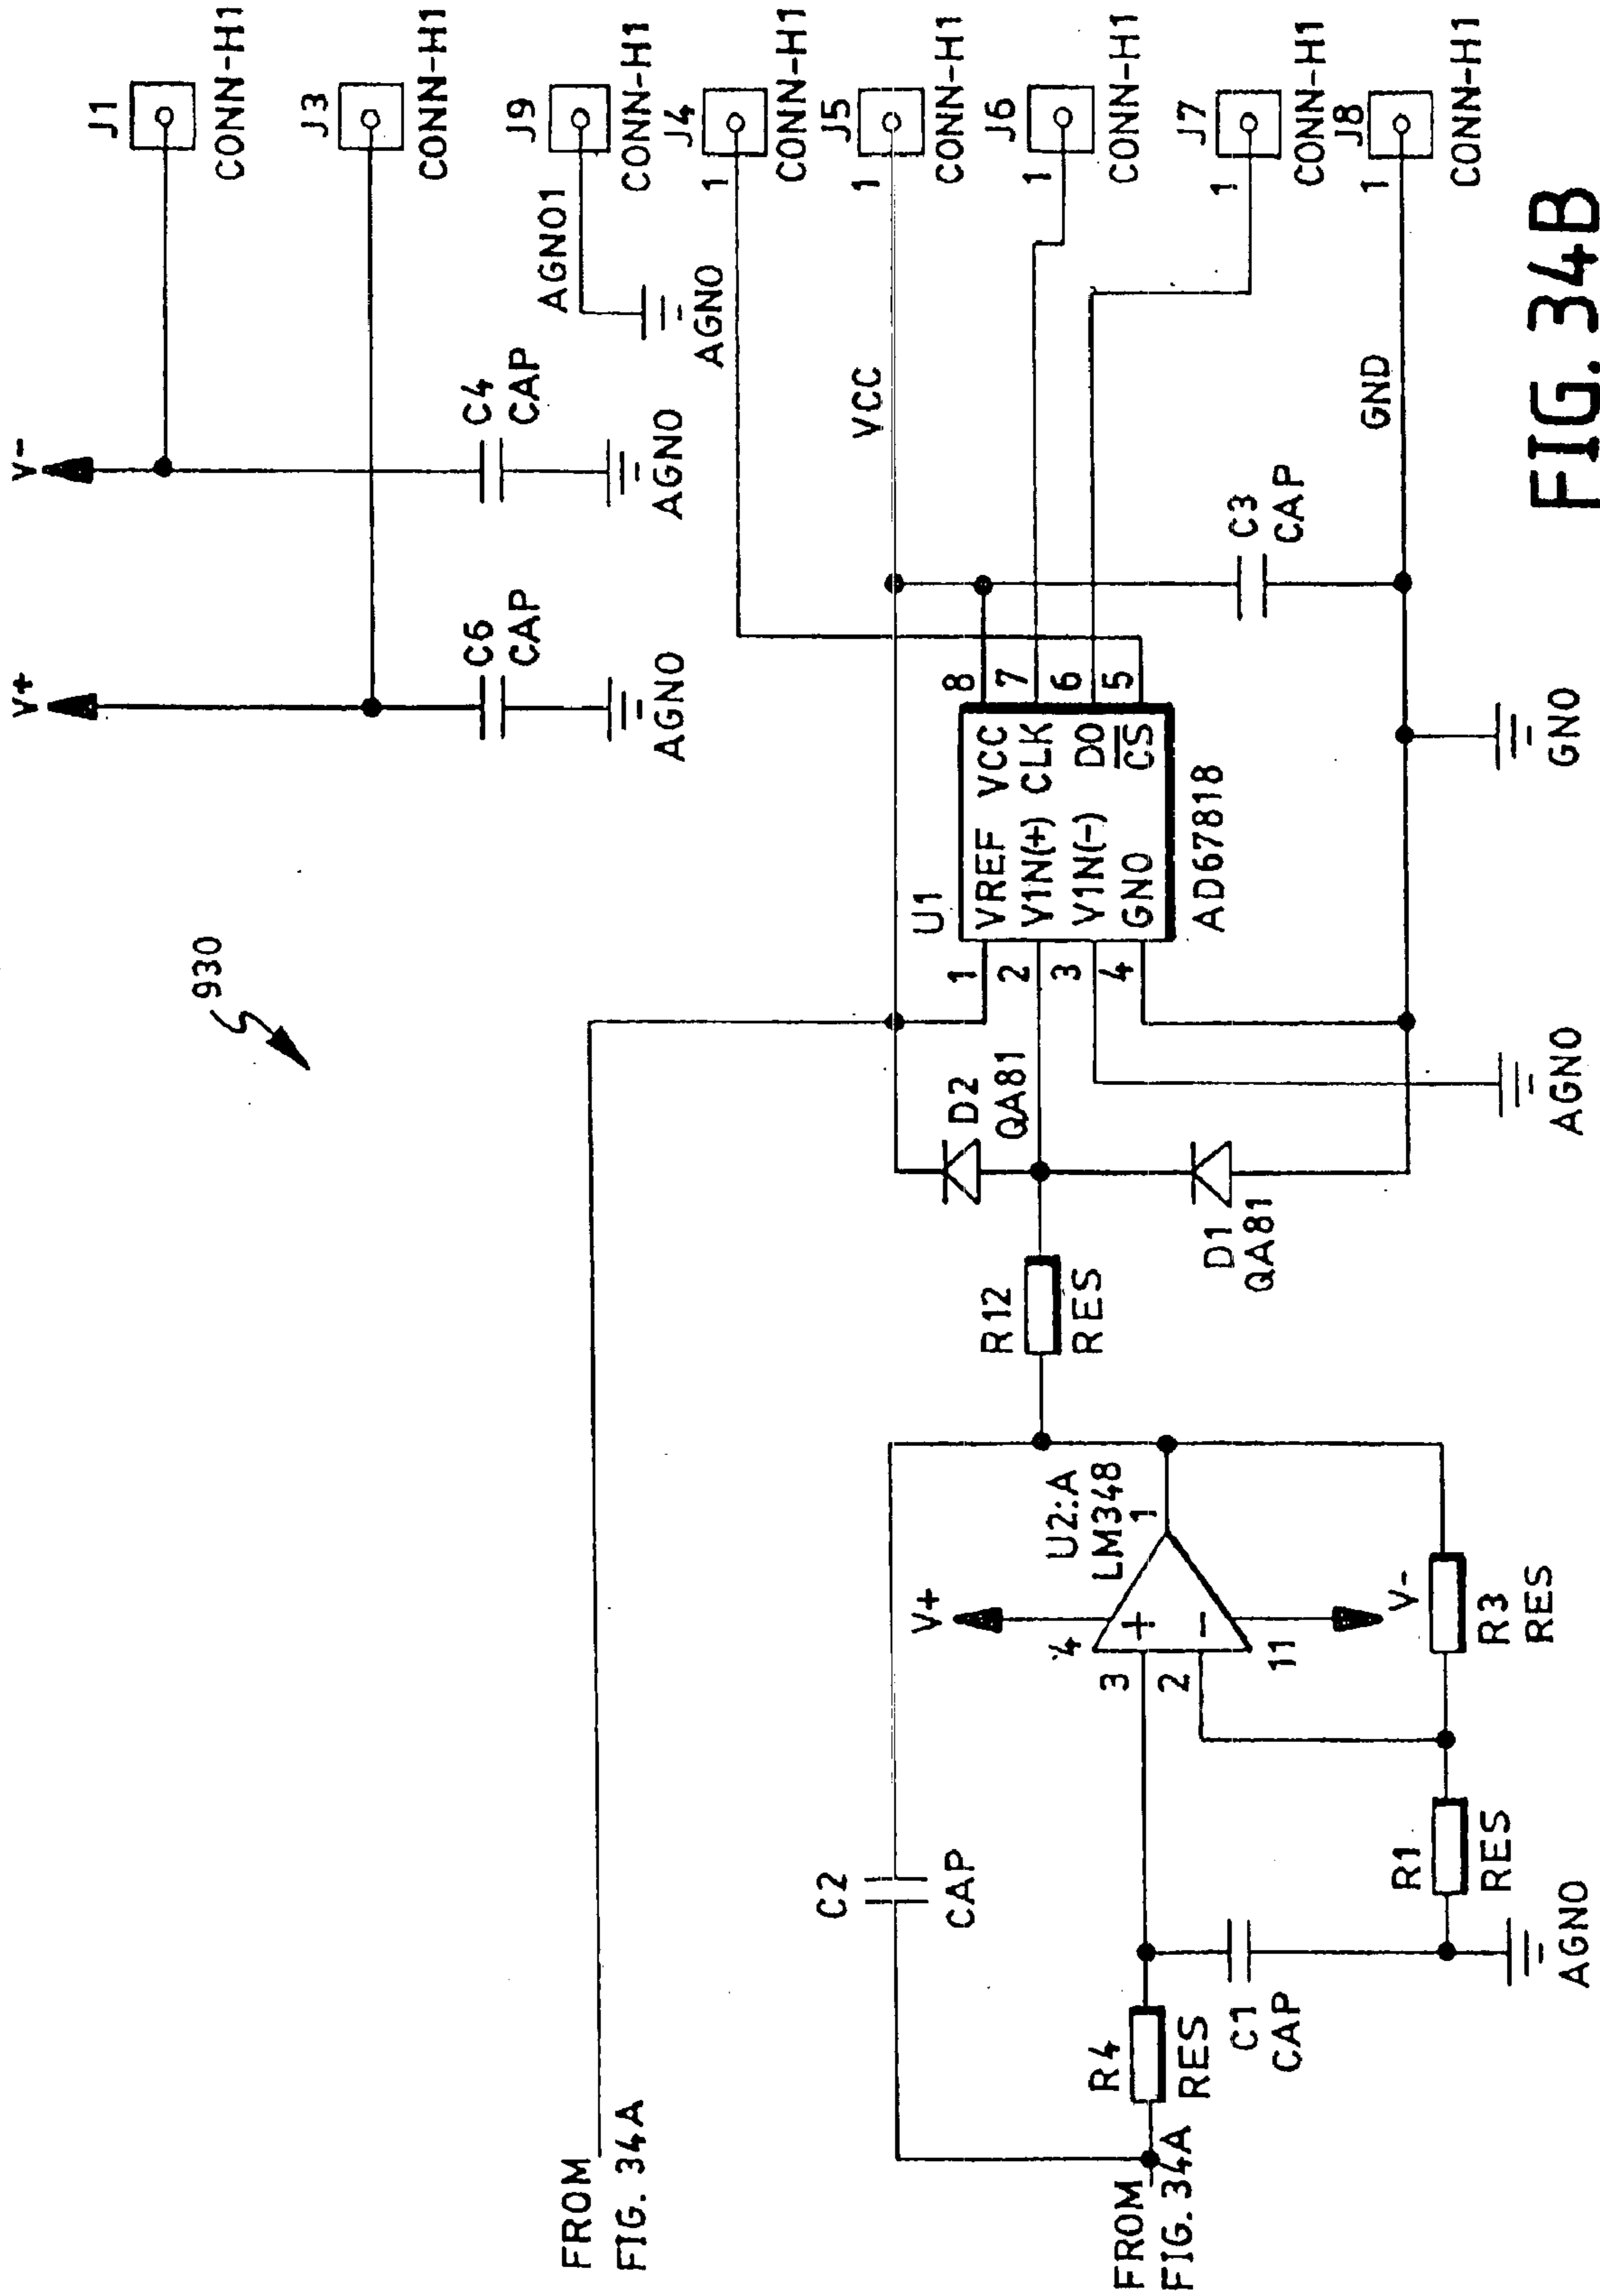 930
V+
V-
J1
CONN-H1
J3
CONN-H1
C6
CAP
AGNO
C4
CAP
AGNO
AGNO1
AGNO
J9
CONN-H1
J4
1
CONN-H1
J5
1
CONN-H1
J6
1
CONN-H1
J7
1
CONN-H1
J8
1
CONN-H1
VCC
GND
FROM
FIG. 34A
FROM
FIG. 34A
C2
CAP
R4
RES
C1
CAP
R1
RES
AGNO
R3
RES
V+
4
3
2
11
V-
U2:A
LM348
1
R12
RES
D2
QA81
D1
QA81
AGNO
U1
1
2
3
4
VREF VCC
V1N(+) CLK
V1N(-) DO
GNO CS
8
7
6
5
AD67818
C3
CAP
GNO
FIG. 34B